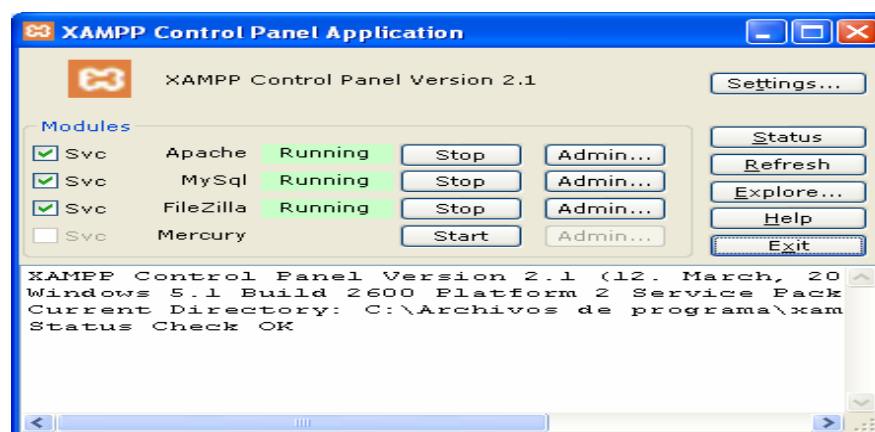 XAMPP Control Panel Application
XAMPP Control Panel Version 2.1
Settings...
Modules
Svc Apache Running Stop Admin...
Svc MySql Running Stop Admin...
Svc FileZilla Running Stop Admin...
Svc Mercury Start Admin...
Status
Refresh
Explore...
Help
Exit
XAMPP Control Panel Version 2.1 (12. March, 20
Windows 5.1 Build 2600 Platform 2 Service Pack
Current Directory: C:\Archivos de programa\xam
Status Check OK